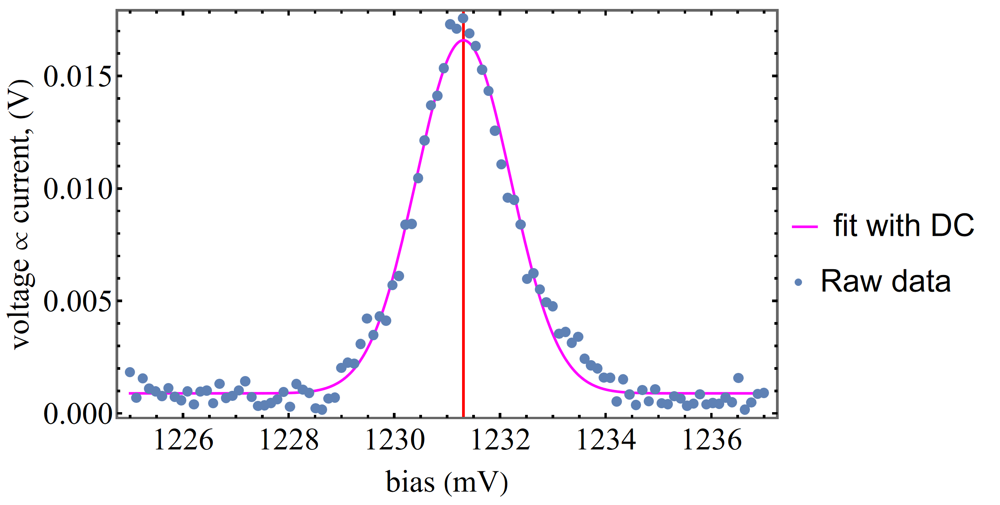 voltage ∝ current, (V)
0.015
0.010
0.005
0.000
1226 1228 1230 1232 1234 1236
bias (mV)
fit with DC
Raw data